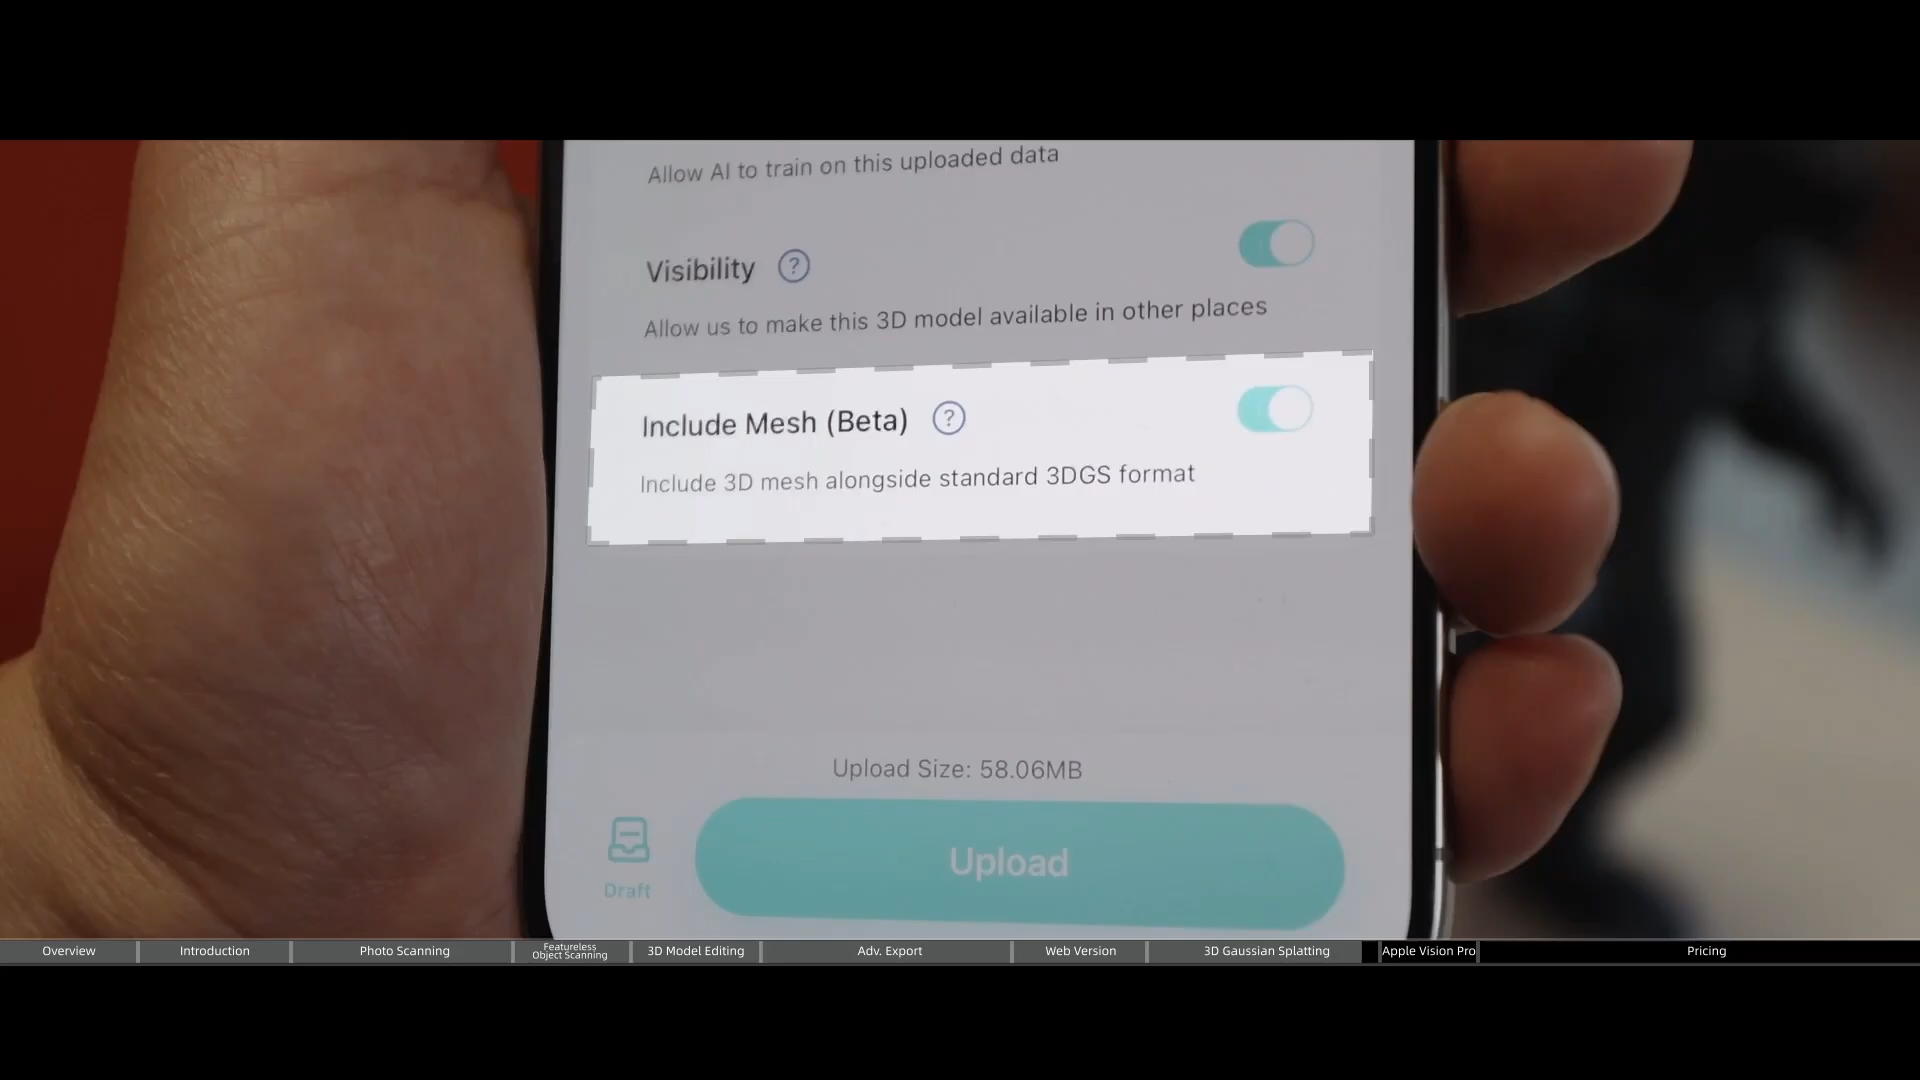 Allow AI to train on this uploaded data
Visibility ?
Allow us to make this 3D model available in other places
Include Mesh (Beta) ?
Include 3D mesh alongside standard 3DGS format
Upload Size: 58.06MB
Draft
Upload
Overview
Introduction
Photo Scanning
Featureless
Object Scanning
3D Model Editing
Adv. Export
Web Version
3D Gaussian Splatting
Apple Vision Pro
Pricing